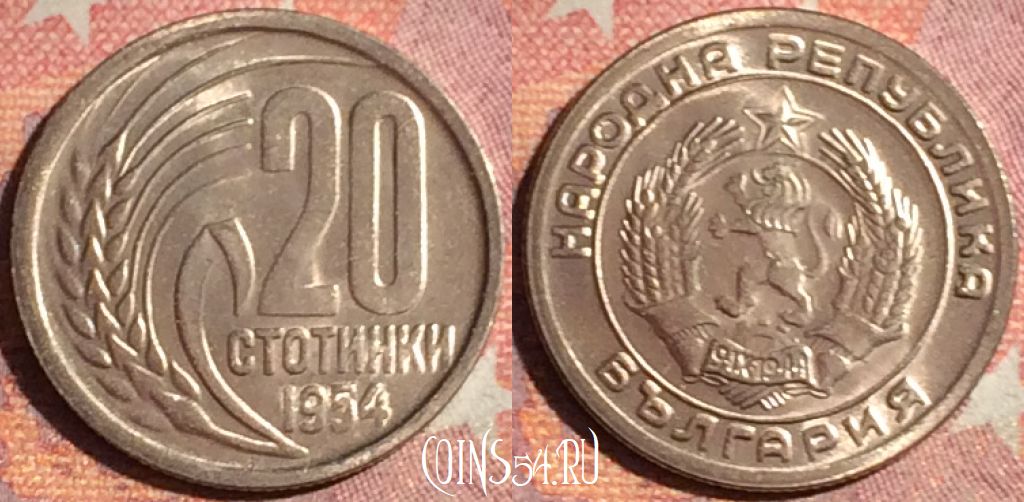 20
СТОТИНКИ
1954
НАРОДНА РЕПУБЛИКА
БЪЛГАРИЯ
9.IX.1944
COINS54.RU